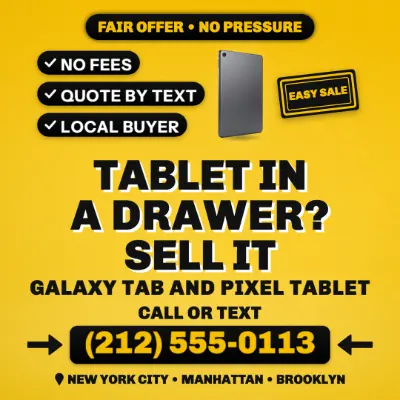 FAIR OFFER • NO PRESSURE
NO FEES
QUOTE BY TEXT
LOCAL BUYER
EASY SALE
TABLET IN
A DRAWER?
SELL IT
GALAXY TAB AND PIXEL TABLET
CALL OR TEXT
(212) 555-0113
NEW YORK CITY • MANHATTAN • BROOKLYN